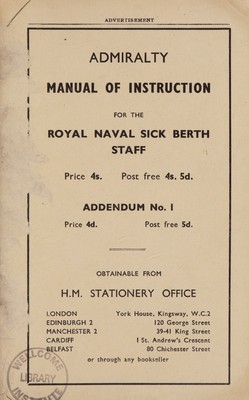 ADVERTISEMENT
ADMIRALTY
MANUAL OF INSTRUCTION
FOR THE
ROYAL NAVAL SICK BERTH
STAFF
Price 4s. Post free 4s. 5d.
ADDENDUM No. 1
Price 4d. Post free 5d.
OBTAINABLE FROM
H.M. STATIONERY OFFICE
LONDON York House, Kingsway, W.C.2
EDINBURGH 2 120 George Street
MANCHESTER 2 39-41 King Street
CARDIFF 1 St. Andrew's Crescent
BELFAST 80 Chichester Street
or through any bookseller
WELLCOME
LIBRARY
INSTITUTE